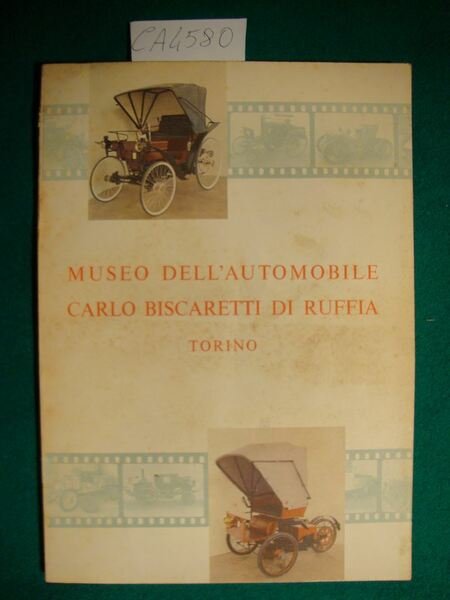 CA4580
MUSEO DELL'AUTOMOBILE
CARLO BISCARETTI DI RUFFIA
TORINO